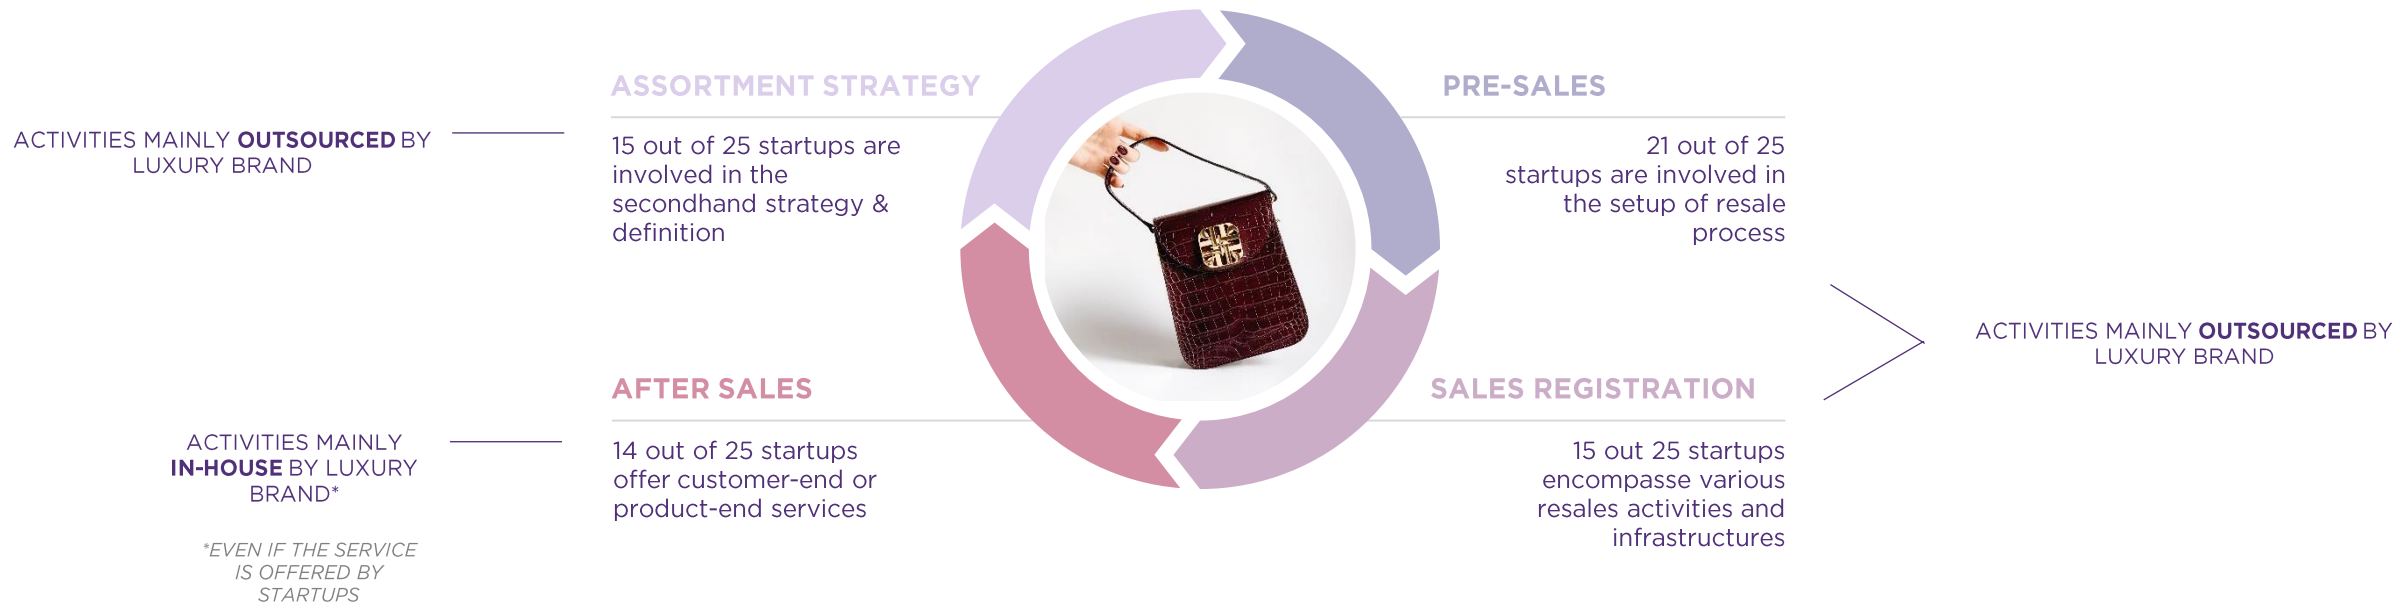 ACTIVITIES MAINLY OUTSOURCED BY
LUXURY BRAND
ASSORTMENT STRATEGY
15 out of 25 startups are
involved in the
secondhand strategy &
definition
PRE-SALES
21 out of 25
startups are involved in
the setup of resale
process
ACTIVITIES MAINLY OUTSOURCED BY
LUXURY BRAND
AFTER SALES
14 out of 25 startups
offer customer-end or
product-end services
SALES REGISTRATION
15 out 25 startups
encompasse various
resales activities and
infrastructures
ACTIVITIES MAINLY
IN-HOUSE BY LUXURY
BRAND*
*EVEN IF THE SERVICE
IS OFFERED BY
STARTUPS